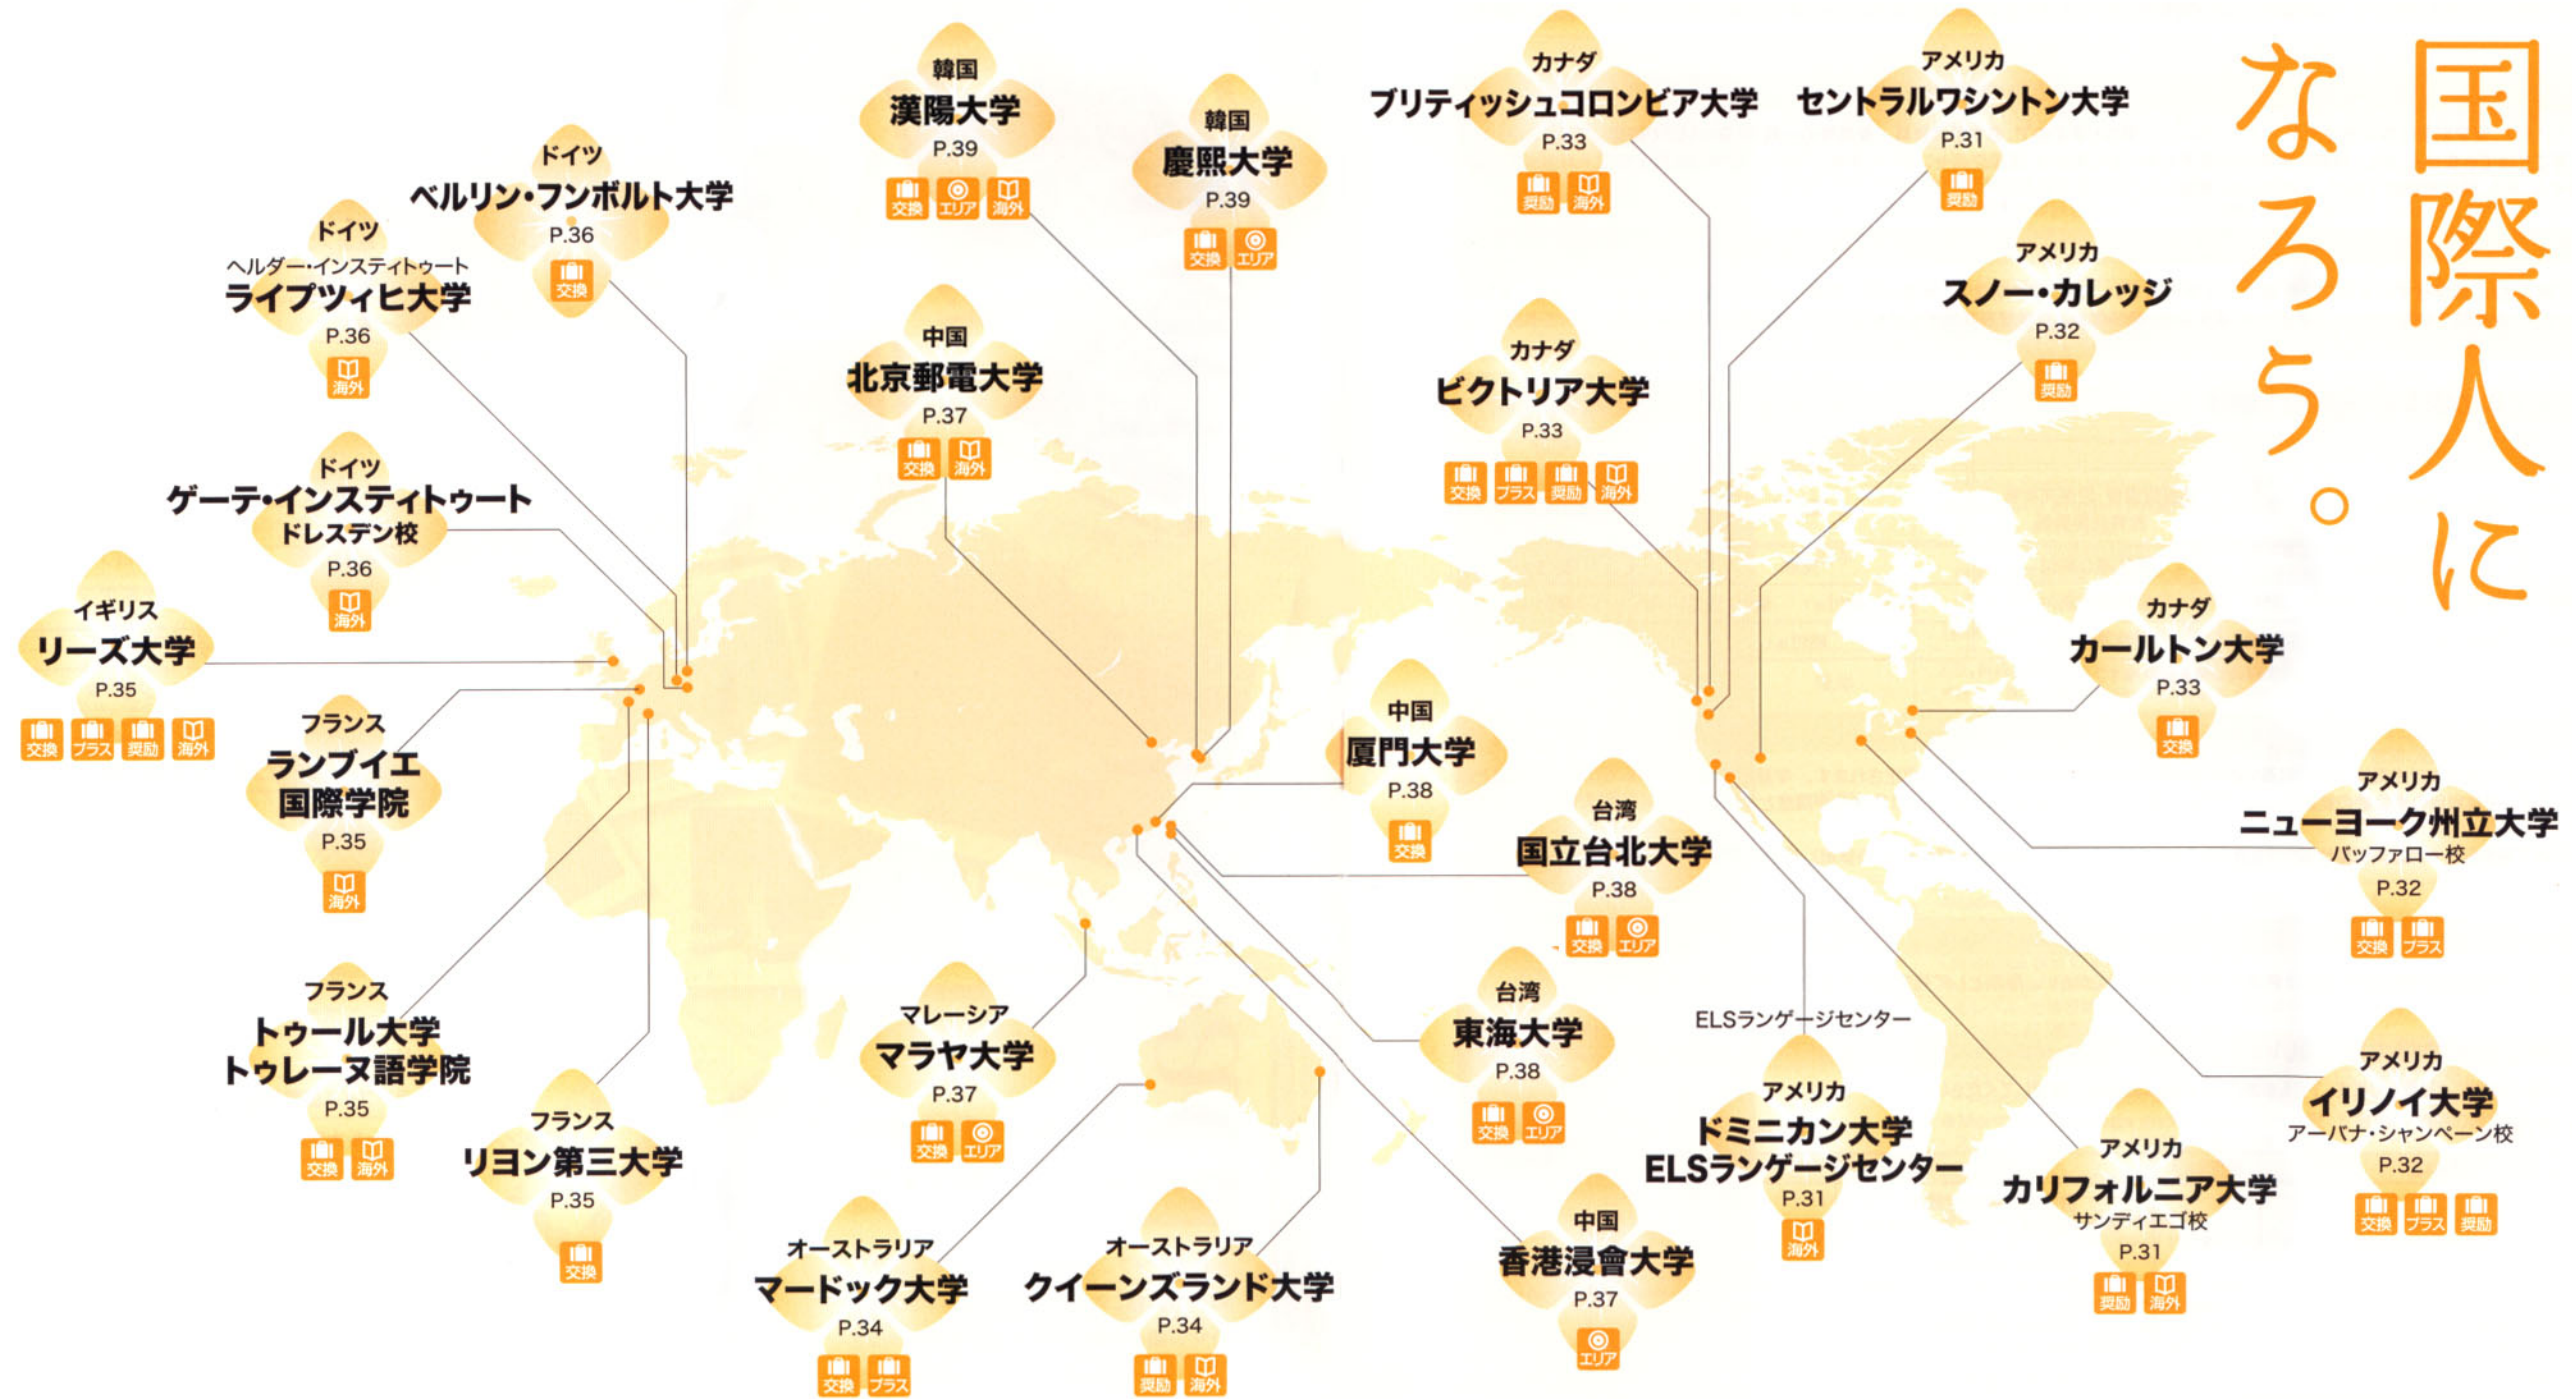 国際人に
なろう。
ドイツ
ベルリン・フンボルト大学
P.36
交換
ドイツ
ヘルダー・インスティトゥート
ライプツィヒ大学
P.36
海外
ドイツ
ゲーテ・インスティトゥート
ドレスデン校
P.36
海外
イギリス
リーズ大学
P.35
交換 プラス 奨励 海外
フランス
ランブイエ
国際学院
P.35
海外
フランス
トゥール大学
トゥレーヌ語学院
P.35
交換 海外
フランス
リヨン第三大学
P.35
交換
韓国
漢陽大学
P.39
交換 エリア 海外
韓国
慶熙大学
P.39
交換 エリア
中国
北京郵電大学
P.37
交換 海外
中国
厦門大学
P.38
交換
台湾
国立台北大学
P.38
交換 エリア
台湾
東海大学
P.38
交換 エリア
マレーシア
マラヤ大学
P.37
交換 エリア
オーストラリア
マードック大学
P.34
交換 プラス
オーストラリア
クイーンズランド大学
P.34
奨励 海外
中国
香港浸會大学
P.37
エリア
カナダ
ブリティッシュコロンビア大学
P.33
奨励 海外
アメリカ
セントラルワシントン大学
P.31
奨励
アメリカ
スノー・カレッジ
P.32
奨励
カナダ
ビクトリア大学
P.33
交換 プラス 奨励 海外
カナダ
カールトン大学
P.33
交換
アメリカ
ニューヨーク州立大学
バッファロー校
P.32
交換 プラス
アメリカ
イリノイ大学
アーバナ・シャンペーン校
P.32
交換 プラス 奨励
アメリカ
カリフォルニア大学
サンディエゴ校
P.31
奨励 海外
ELSランゲージセンター
アメリカ
ドミニカン大学
ELSランゲージセンター
P.31
海外